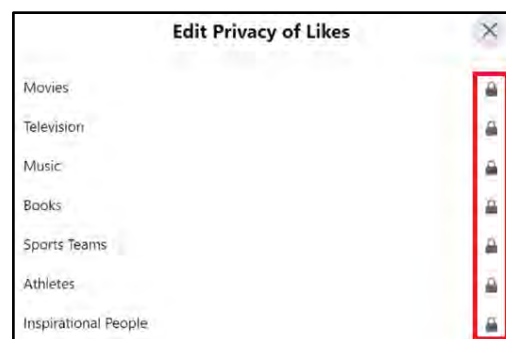 Edit Privacy of Likes
Movies
Television
Music
Books
Sports Teams
Athletes
Inspirational People